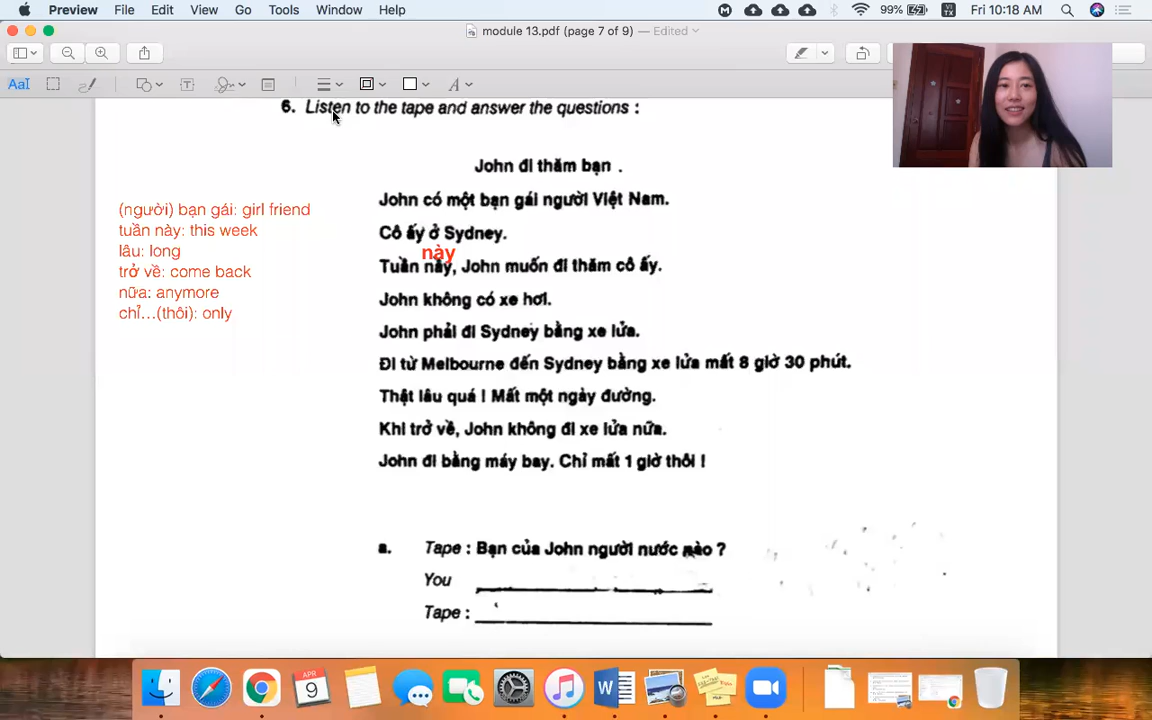 Preview File Edit View Go Tools Window Help 99% VI TX Fri 10:18 AM
module 13.pdf (page 7 of 9) — Edited
6. Listen to the tape and answer the questions :
John đi thăm bạn .
John có một bạn gái người Việt Nam.
(người) bạn gái: girl friend
tuần này: this week
lâu: long
trở về: come back
nữa: anymore
chỉ...(thôi): only
Cô ấy ở Sydney.
này
Tuần nầy, John muốn đi thăm cô ấy.
John không có xe hơi.
John phải đi Sydney bằng xe lửa.
Đi từ Melbourne đến Sydney bằng xe lửa mất 8 giờ 30 phút.
Thật lâu quá ! Mất một ngày đường.
Khi trở về, John không đi xe lửa nữa.
John đi bằng máy bay. Chỉ mất 1 giờ thôi !
a. Tape : Bạn của John người nước nào ?
You
Tape :
APR
9